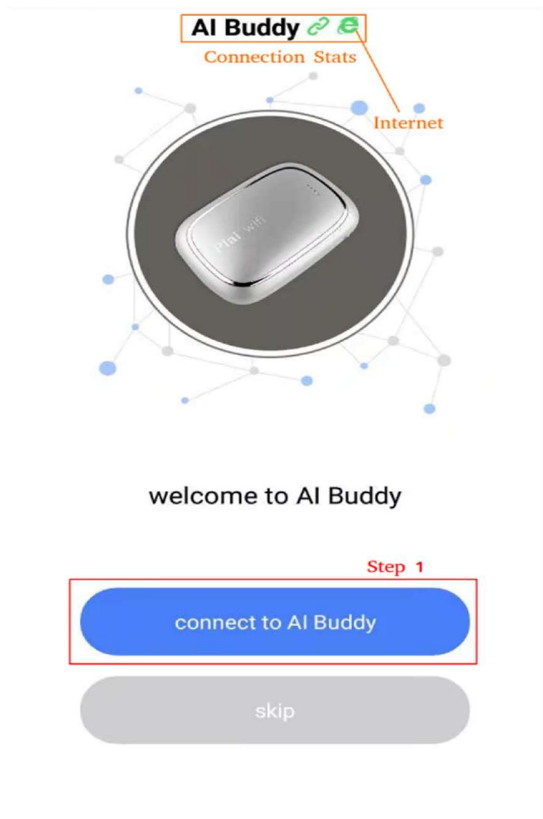 AI Buddy
Connection Stats
Internet
Plai wifi
welcome to AI Buddy
Step 1
connect to AI Buddy
skip